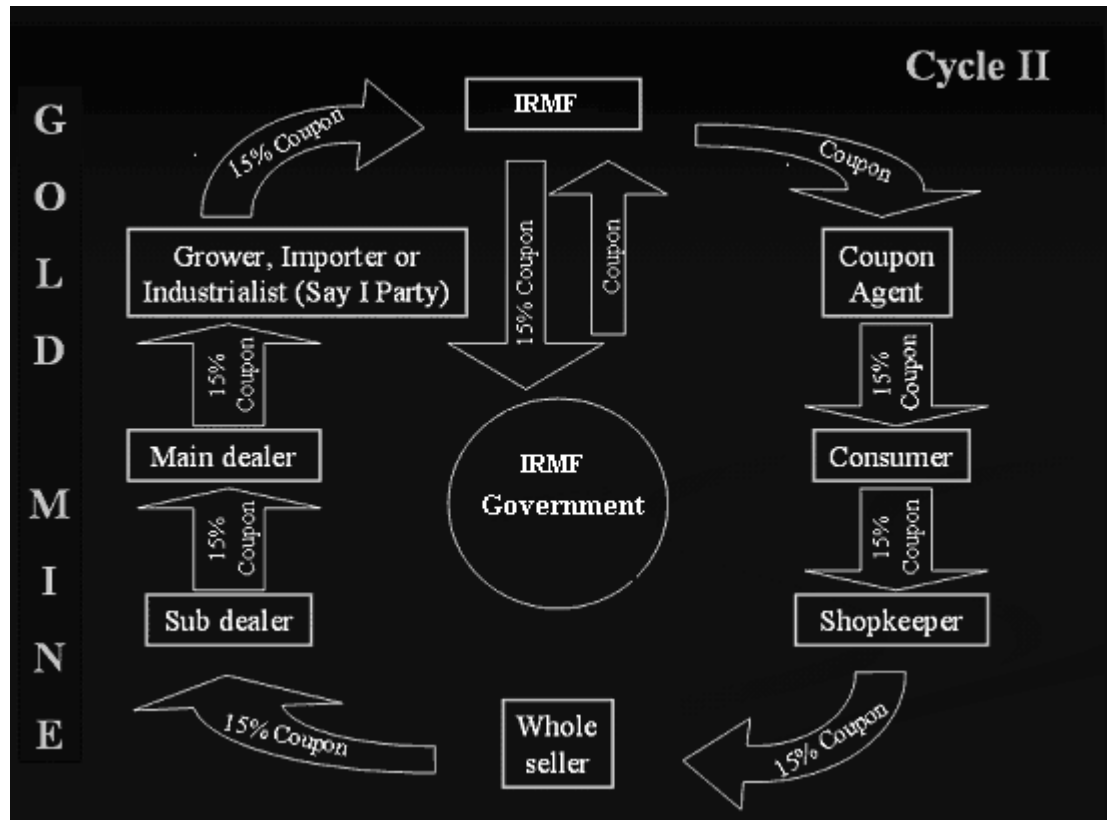 Cycle II
GOLD MINE
IRMF
15% Coupon
Coupon
15% Coupon
Coupon
Grower, Importer or
Industrialist (Say I Party)
Coupon
Agent
15%
Coupon
15%
Coupon
Main dealer
IRMF
Government
Consumer
15%
Coupon
15%
Coupon
Sub dealer
Shopkeeper
15% Coupon
Whole
seller
15% Coupon